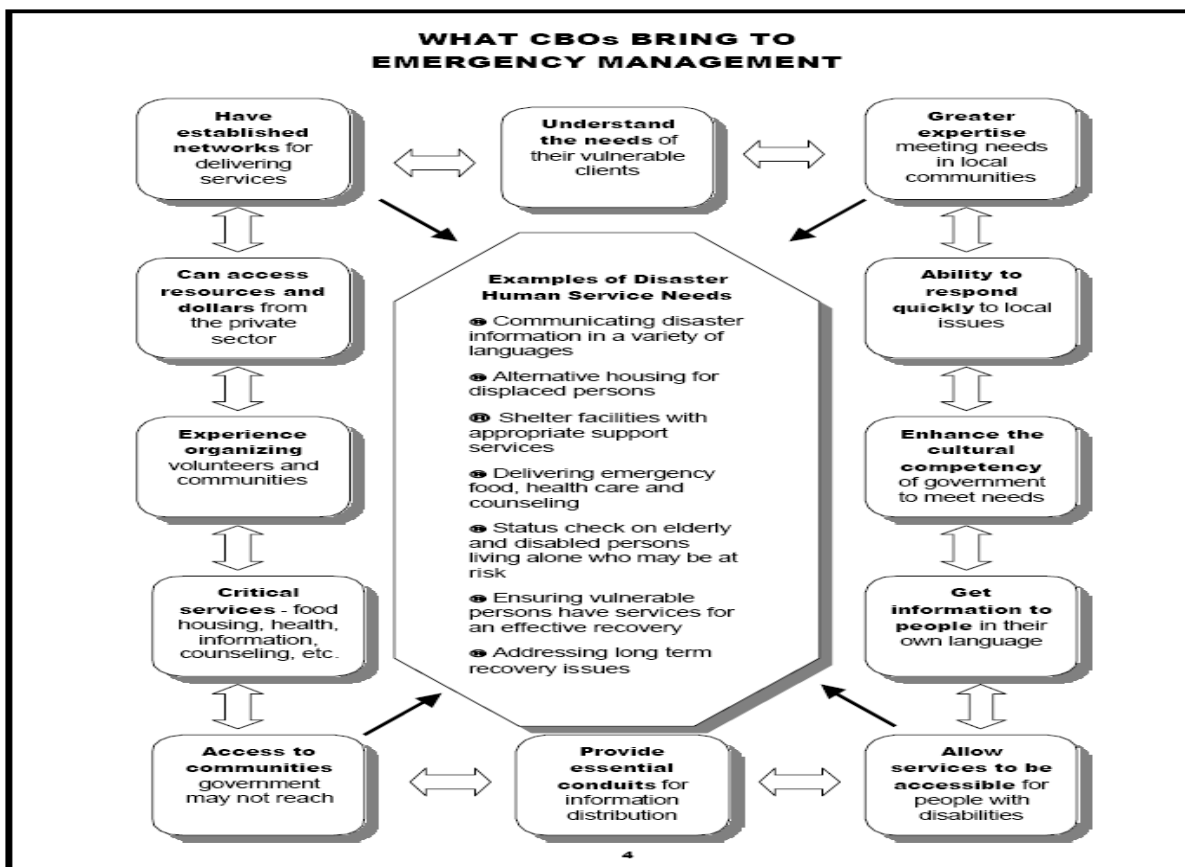 WHAT CBOs BRING TO
EMERGENCY MANAGEMENT
Have
established
networks for
delivering
services
Understand
the needs of
their vulnerable
clients
Greater
expertise
meeting needs
in local
communities
Can access
resources and
dollars from
the private
sector
Examples of Disaster
Human Service Needs
Communicating disaster
information in a variety of
languages
Alternative housing for
displaced persons
Shelter facilities with
appropriate support
services
Delivering emergency
food, health care and
counseling
Status check on elderly
and disabled persons
living alone who may be at
risk
Ensuring vulnerable
persons have services for
an effective recovery
Addressing long term
recovery issues
Ability to
respond
quickly to local
issues
Experience
organizing
volunteers and
communities
Enhance the
cultural
competency
of government
to meet needs
Critical
services - food
housing, health,
information,
counseling, etc.
Get
information to
people in their
own language
Access to
communities
government
may not reach
Provide
essential
conduits for
information
distribution
Allow
services to be
accessible for
people with
disabilities
4